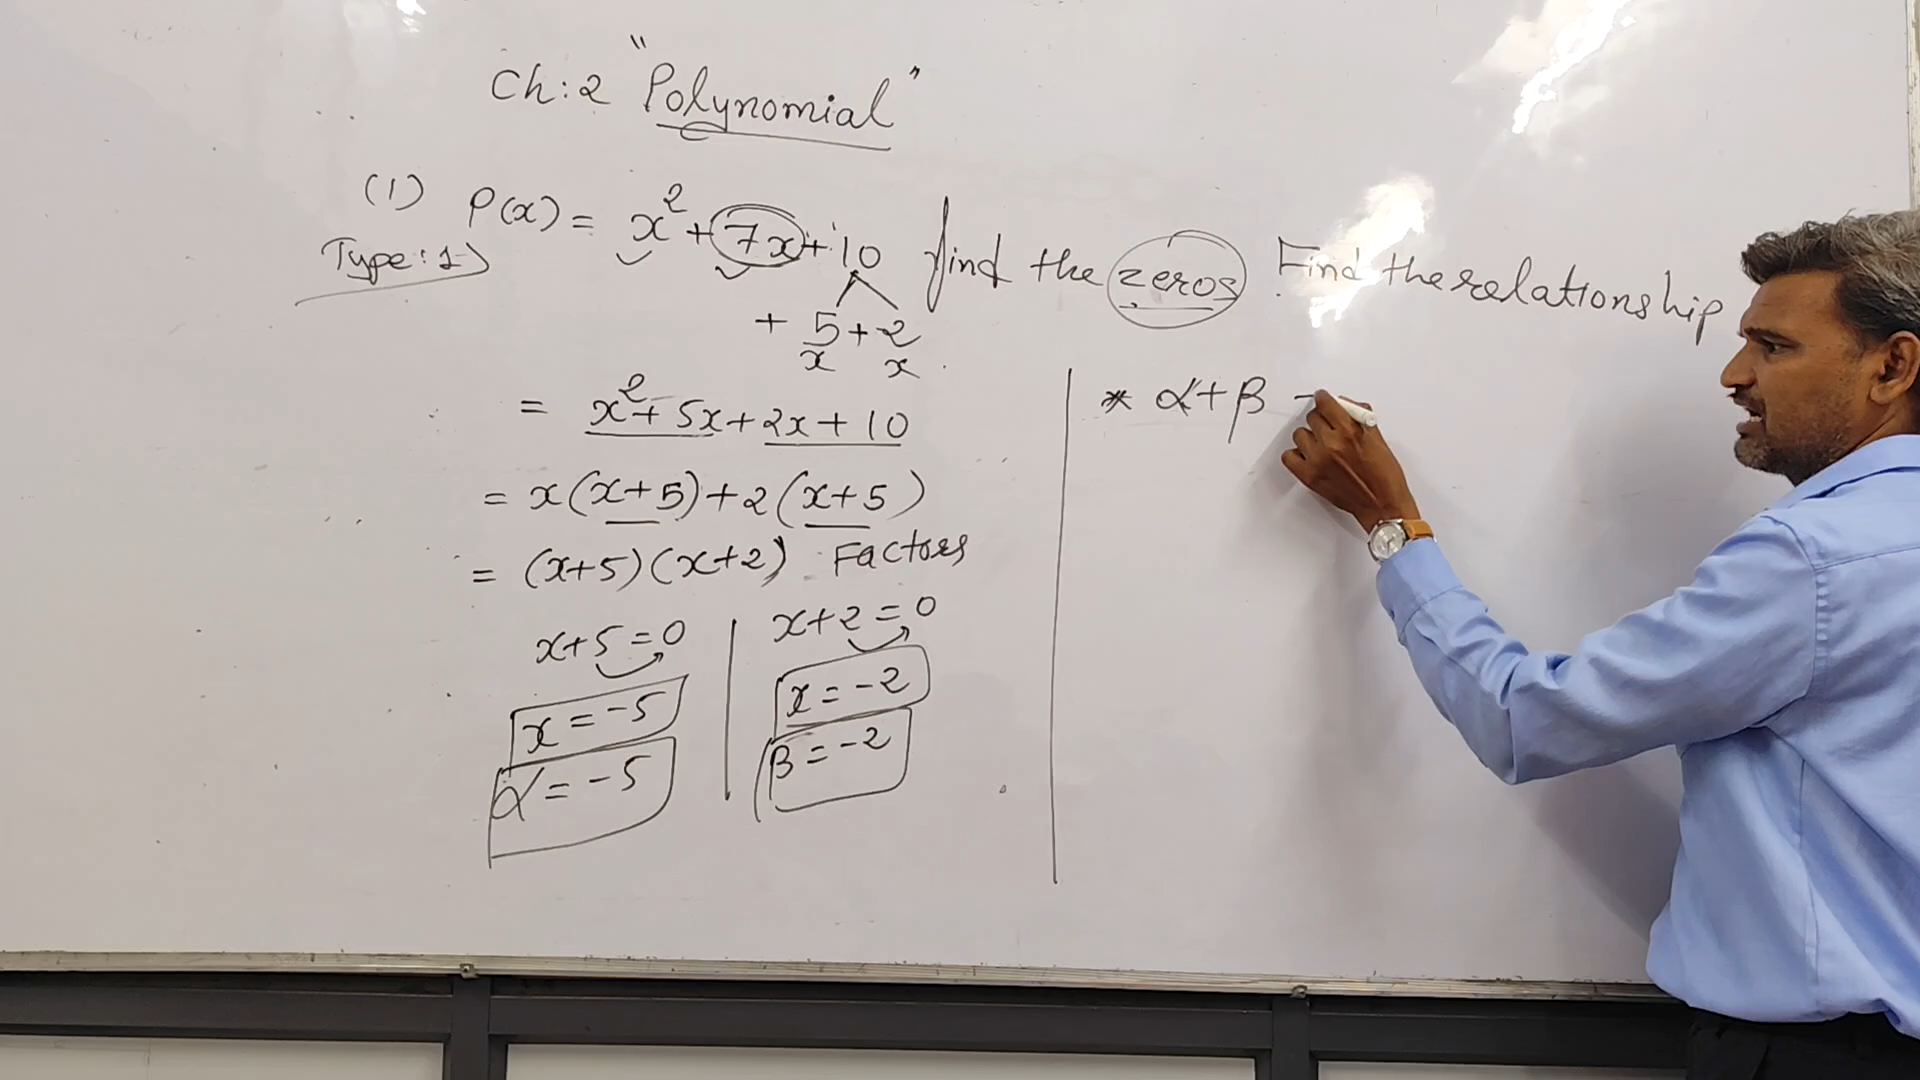 Ch:2 "Polynomial"
(1) P(x) = x² + 7x + 10 find the zeros. Find the relationship
Type:1
+ 5 + 2
x x
= x² + 5x + 2x + 10
= x(x+5) + 2(x+5)
= (x+5)(x+2) Factors
x+5=0
x+2=0
x=-5
x=-2
α=-5
β=-2
* α+β -